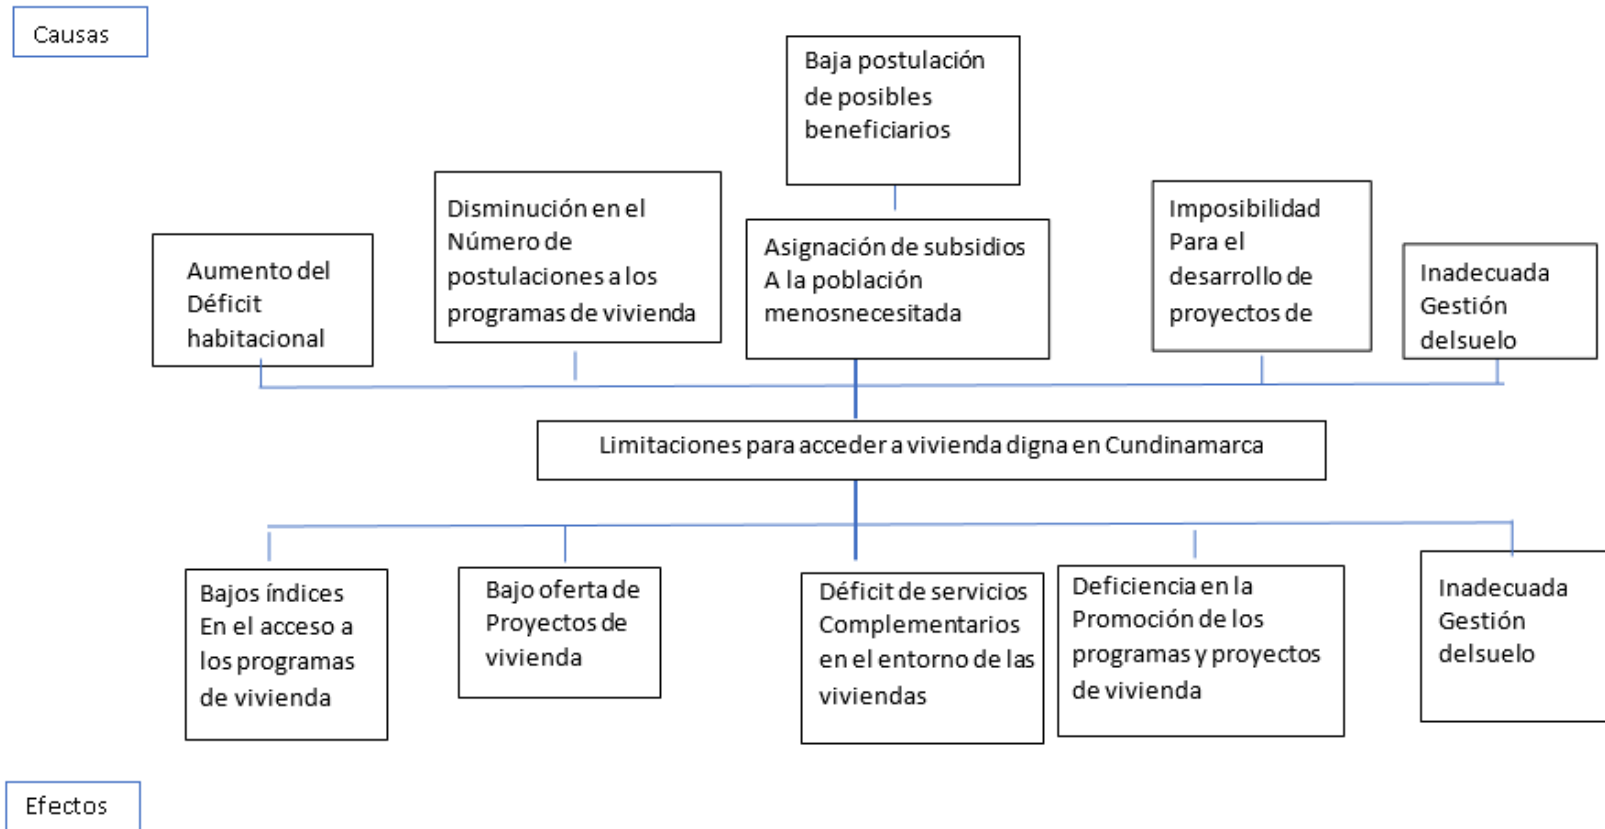 Causas
Baja postulación
de posibles
beneficiarios
Aumento del
Déficit
habitacional
Disminución en el
Número de
postulaciones a los
programas de vivienda
Asignación de subsidios
A la población
menosnecesitada
Imposibilidad
Para el
desarrollo de
proyectos de
Inadecuada
Gestión
delsuelo
Limitaciones para acceder a vivienda digna en Cundinamarca
Bajos índices
En el acceso a
los programas
de vivienda
Bajo oferta de
Proyectos de
vivienda
Déficit de servicios
Complementarios
en el entorno de las
viviendas
Deficiencia en la
Promoción de los
programas y proyectos
de vivienda
Inadecuada
Gestión
delsuelo
Efectos